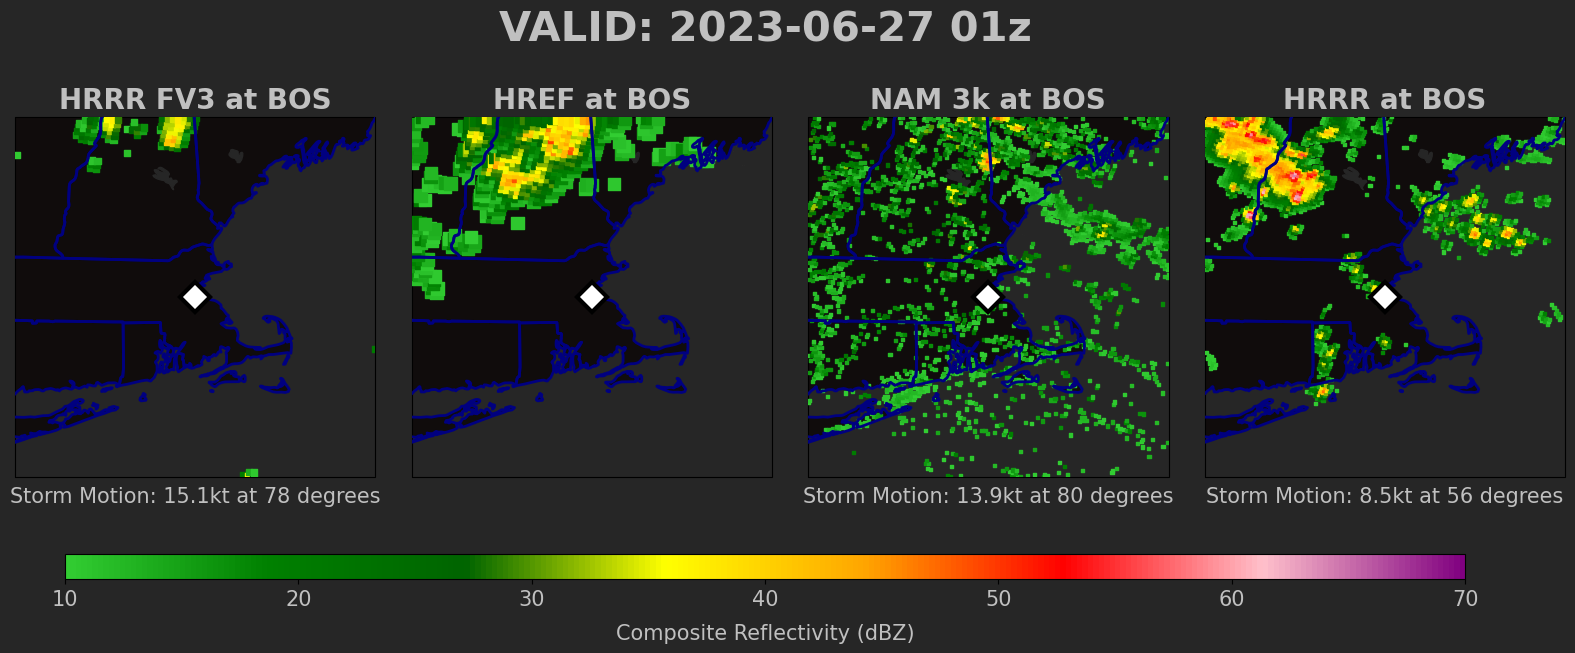 VALID: 2023-06-27 01z
HRRR FV3 at BOS
HREF at BOS
NAM 3k at BOS
HRRR at BOS
Storm Motion: 15.1kt at 78 degrees
Storm Motion: 13.9kt at 80 degrees
Storm Motion: 8.5kt at 56 degrees
10 20 30 40 50 60 70
Composite Reflectivity (dBZ)